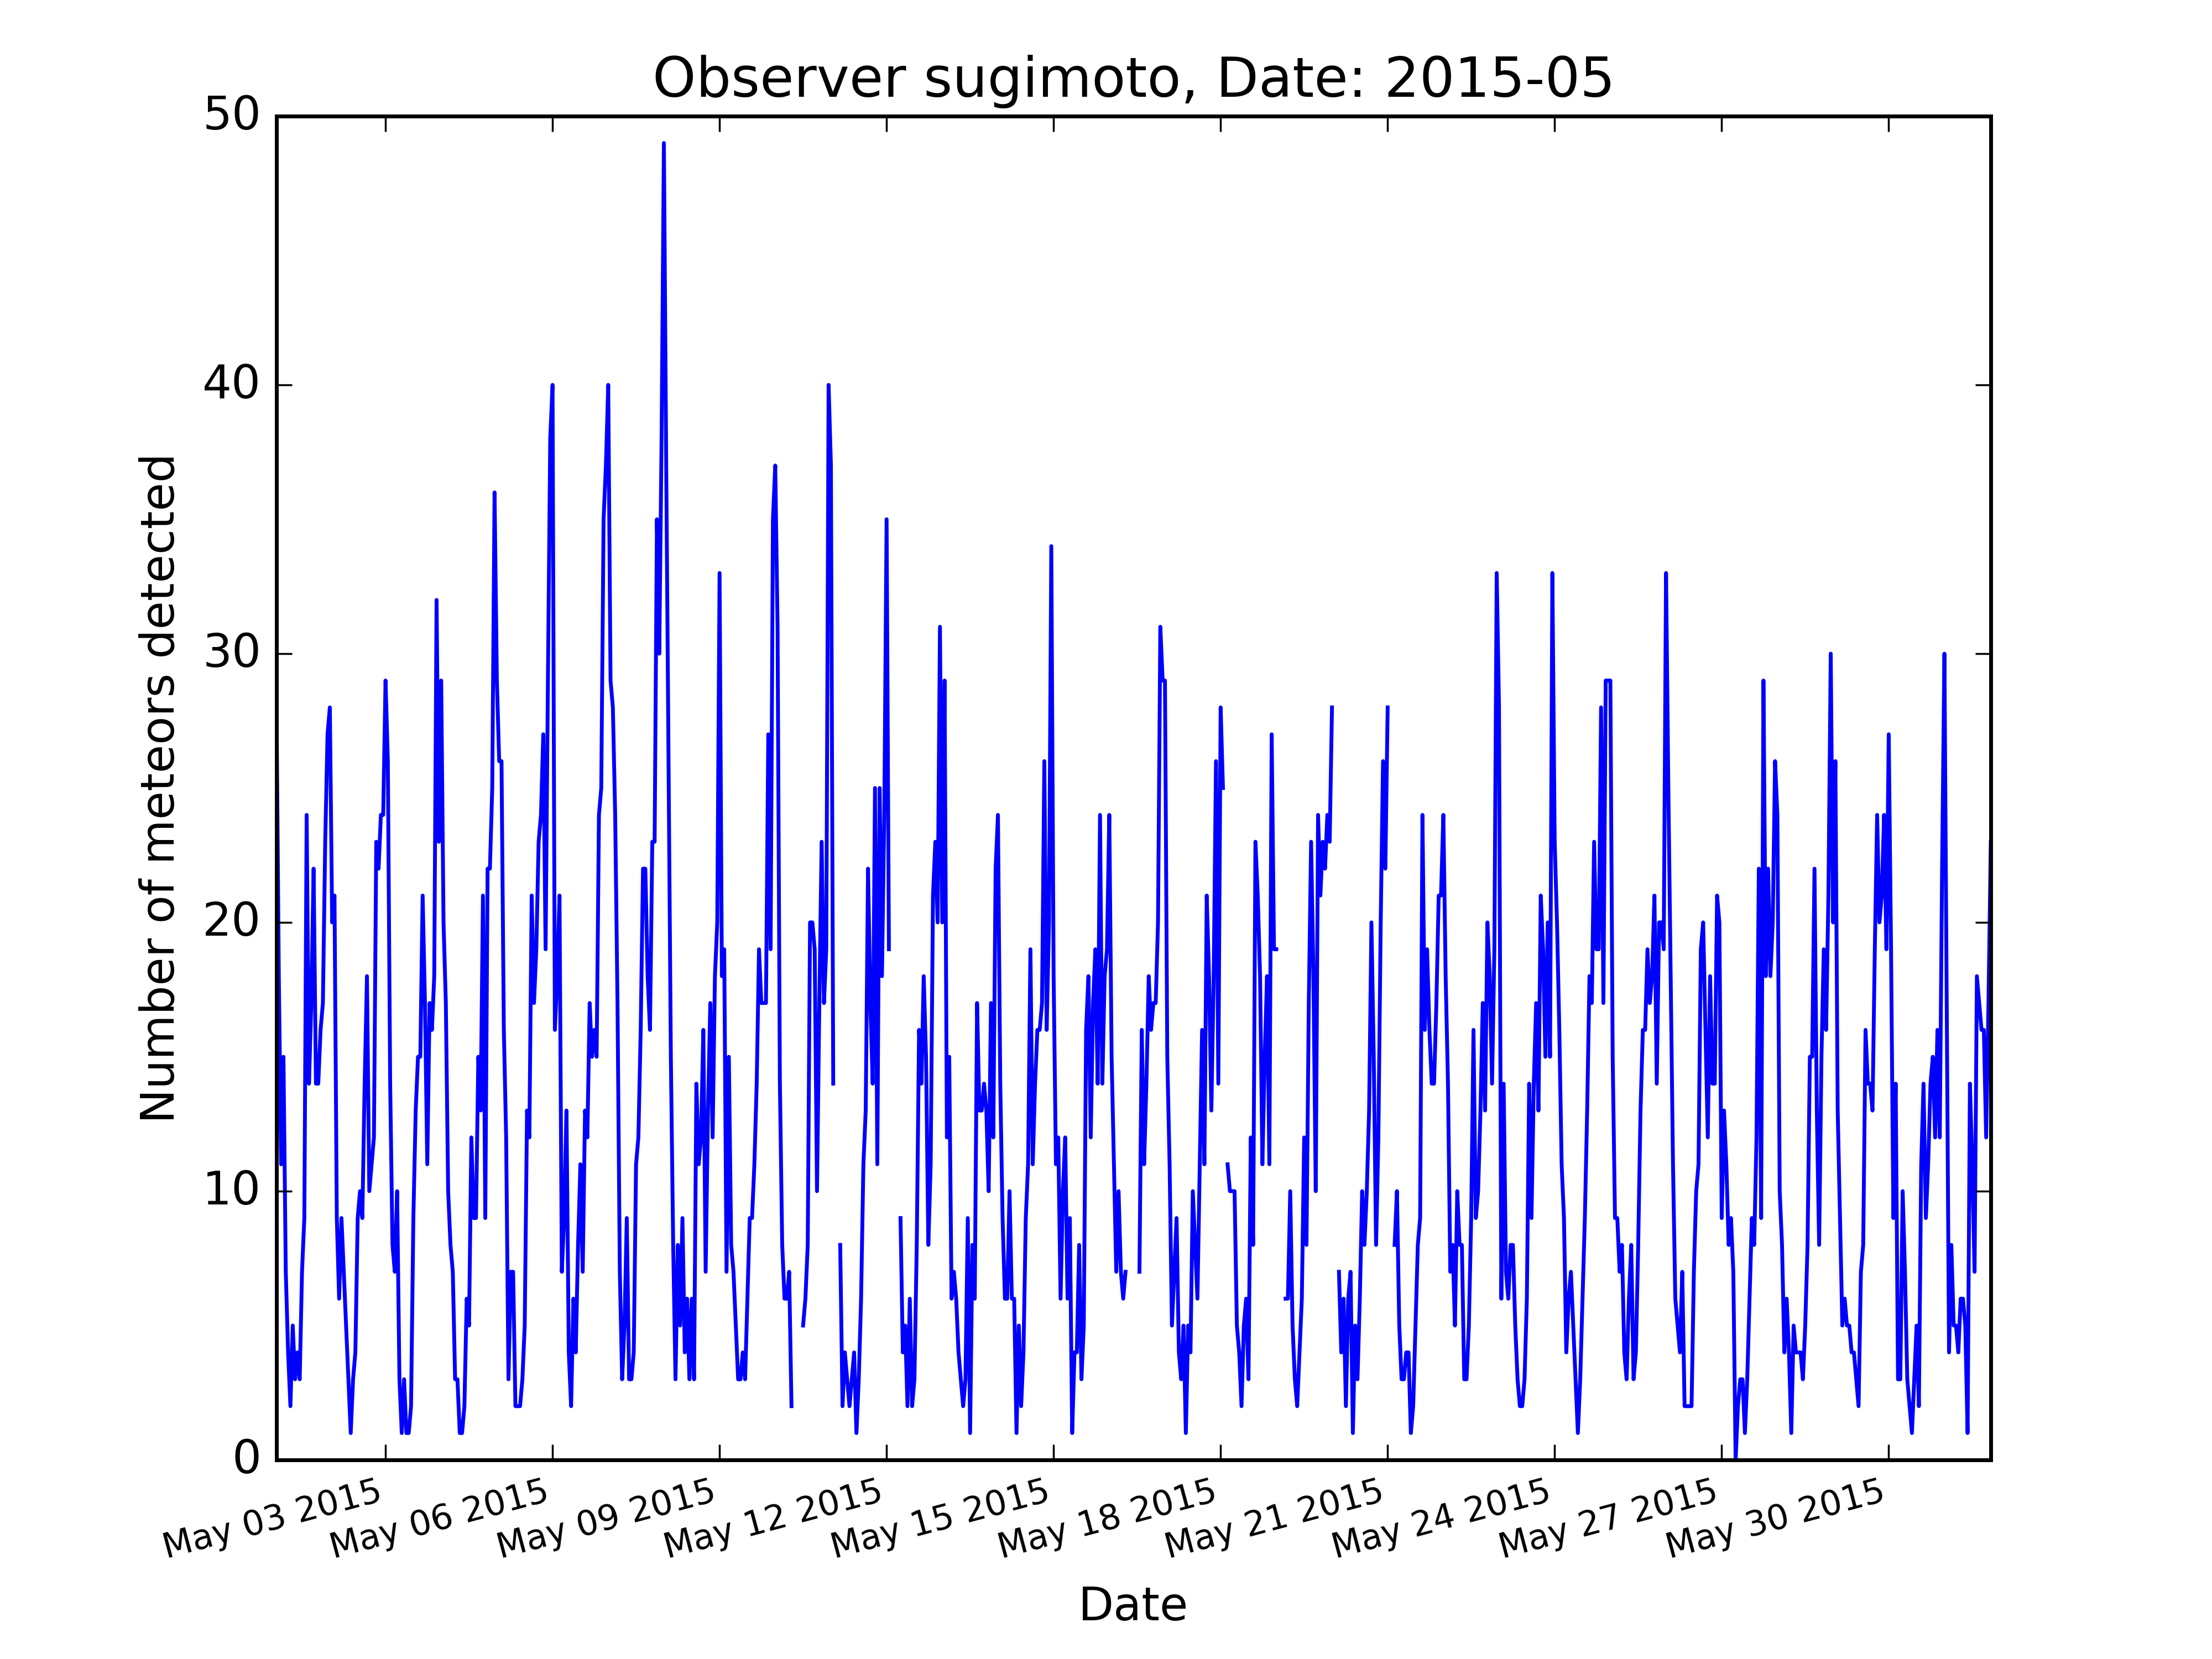 Observer sugimoto, Date: 2015-05
50
40
30
20
10
0
Number of meteors detected
May 03 2015
May 06 2015
May 09 2015
May 12 2015
May 15 2015
May 18 2015
May 21 2015
May 24 2015
May 27 2015
May 30 2015
Date